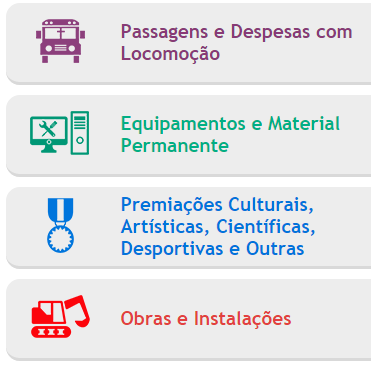 Passagens e Despesas com
Locomoção
Equipamentos e Material
Permanente
Premiações Culturais,
Artísticas, Científicas,
Desportivas e Outras
Obras e Instalações